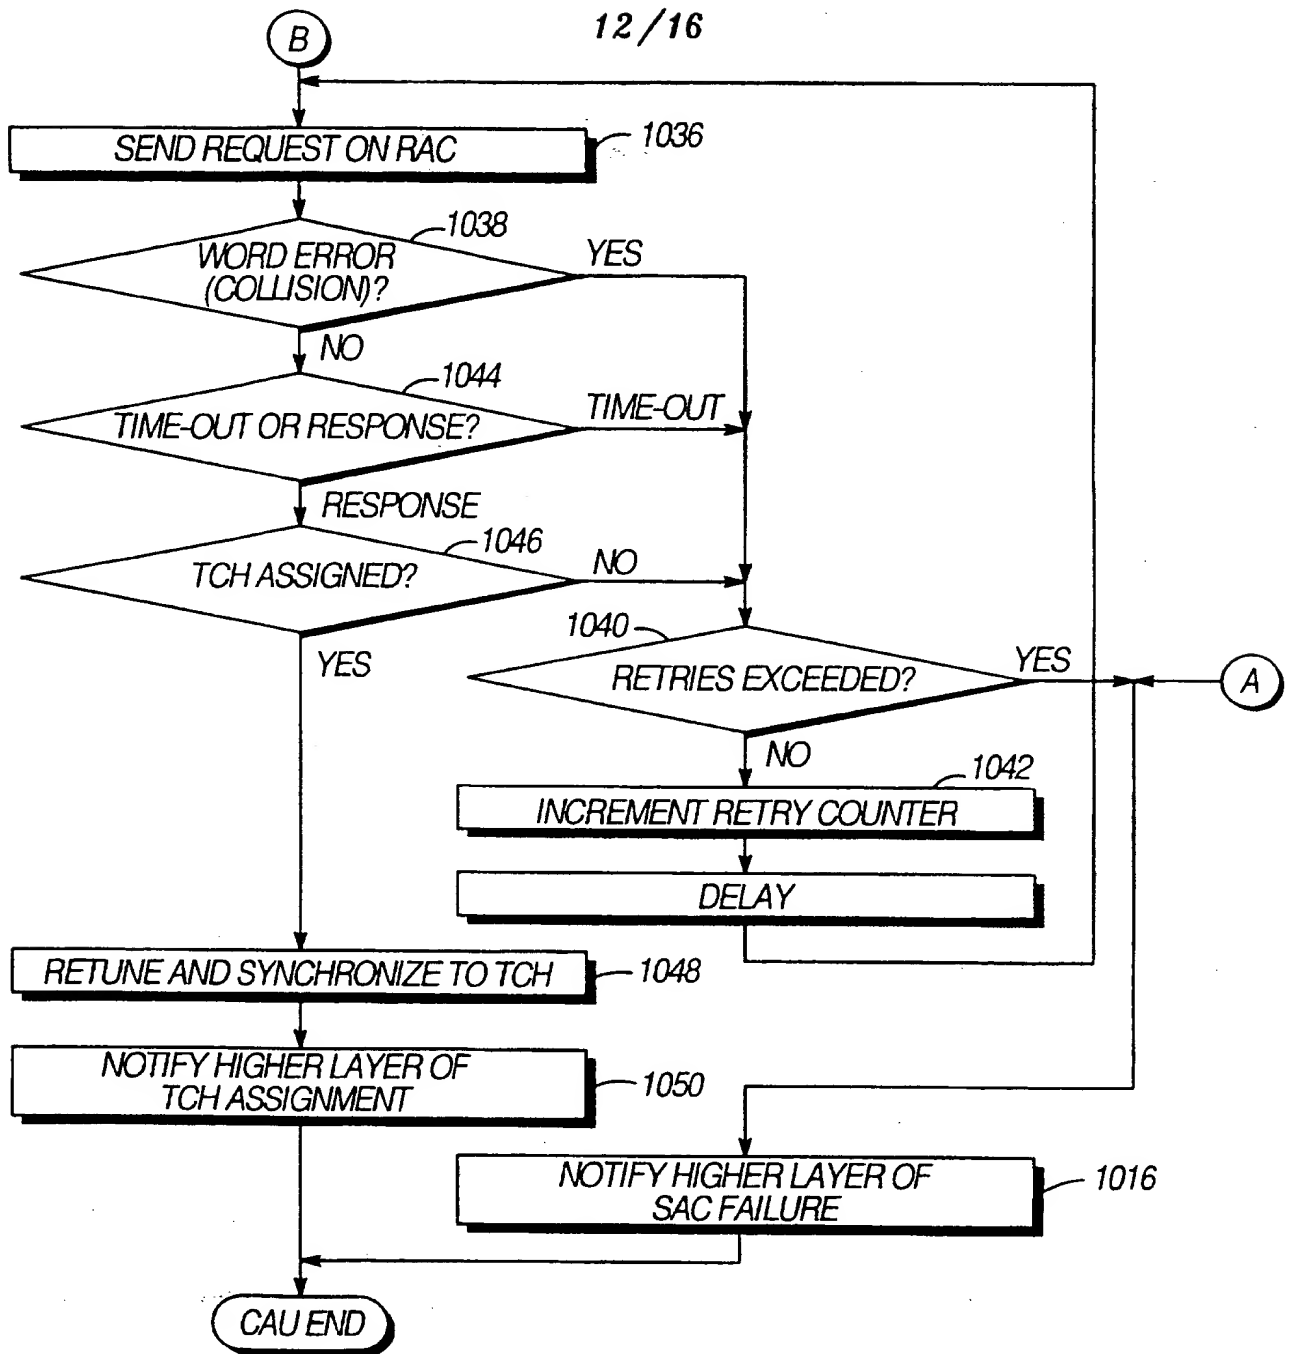 12/16
B
SEND REQUEST ON RAC
1036
1038
WORD ERROR
(COLLISION)?
YES
NO
1044
TIME-OUT OR RESPONSE?
TIME-OUT
RESPONSE
1046
TCH ASSIGNED?
NO
YES
1040
RETRIES EXCEEDED?
YES
A
NO
1042
INCREMENT RETRY COUNTER
DELAY
RETUNE AND SYNCHRONIZE TO TCH
1048
NOTIFY HIGHER LAYER OF
TCH ASSIGNMENT
1050
NOTIFY HIGHER LAYER OF
SAC FAILURE
1016
CAU END